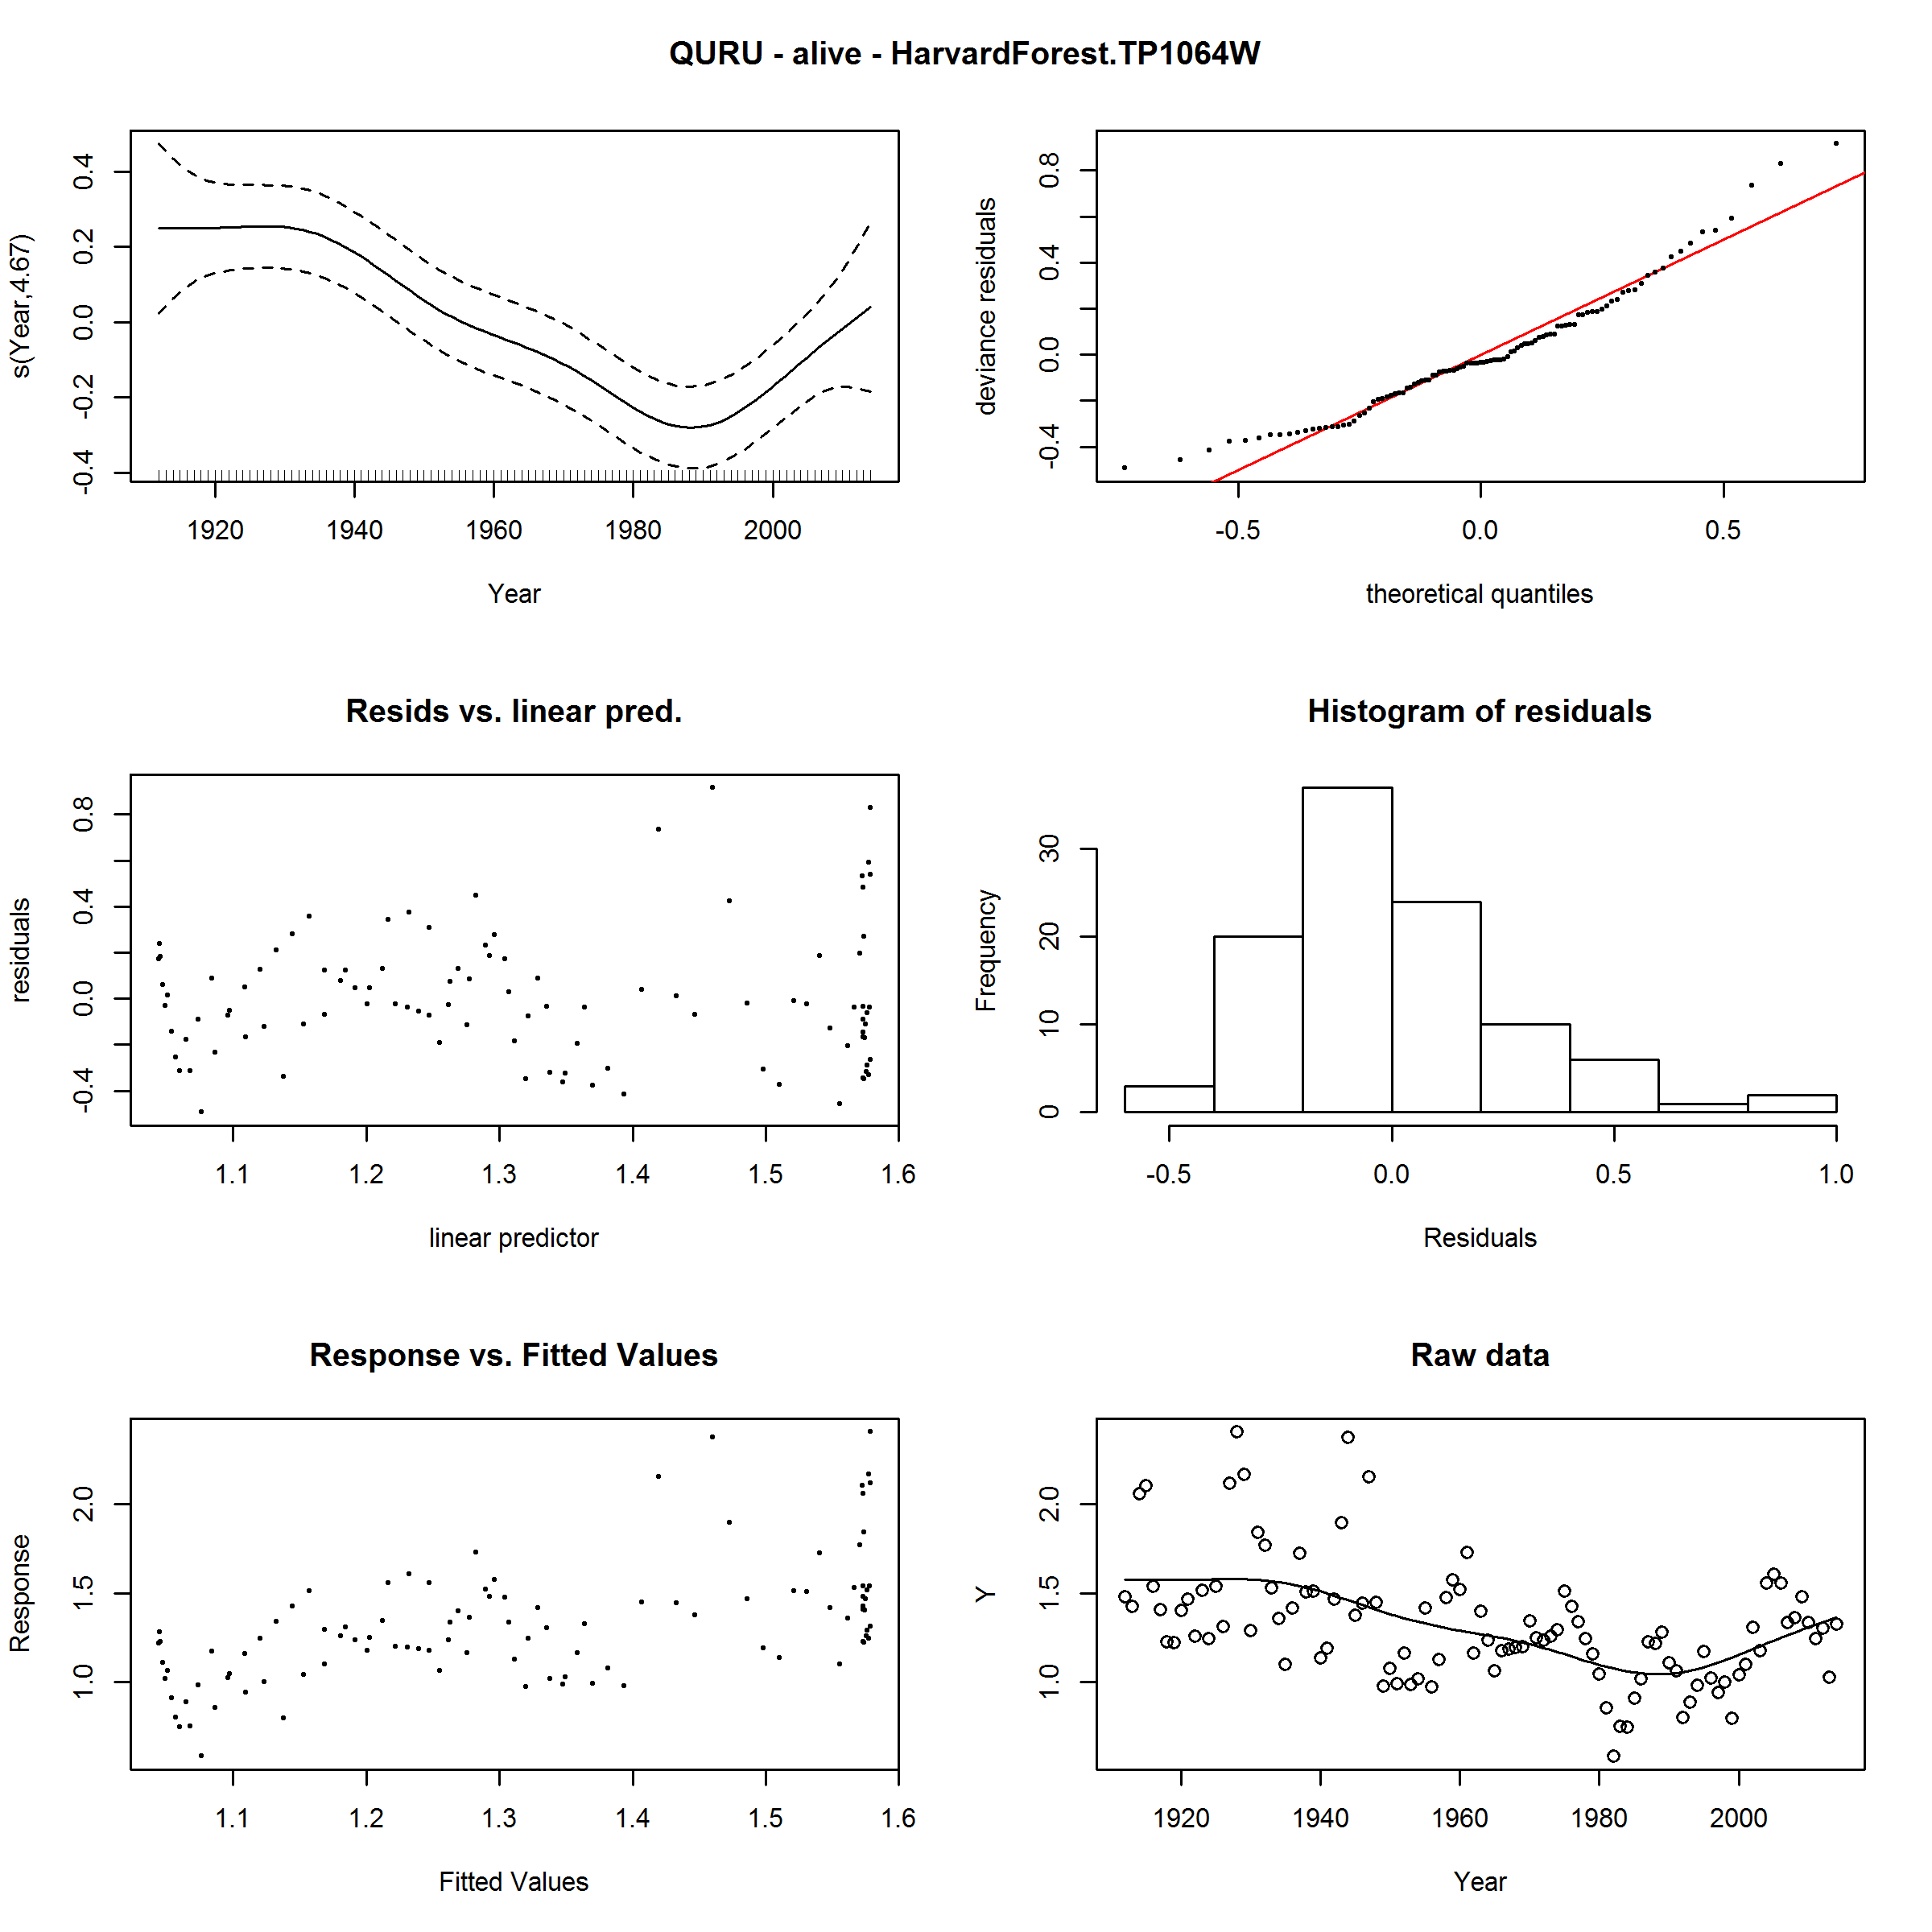 QURU - alive - HarvardForest.TP1064W
s(Year,4.67)
-0.4 -0.2 0.0 0.2 0.4
1920 1940 1960 1980 2000
Year
deviance residuals
-0.4 0.0 0.4 0.8
-0.5 0.0 0.5
theoretical quantiles
Resids vs. linear pred.
residuals
-0.4 0.0 0.4 0.8
1.1 1.2 1.3 1.4 1.5 1.6
linear predictor
Histogram of residuals
Frequency
0 10 20 30
-0.5 0.0 0.5 1.0
Residuals
Response vs. Fitted Values
Response
1.0 1.5 2.0
1.1 1.2 1.3 1.4 1.5 1.6
Fitted Values
Raw data
Y
1.0 1.5 2.0
1920 1940 1960 1980 2000
Year